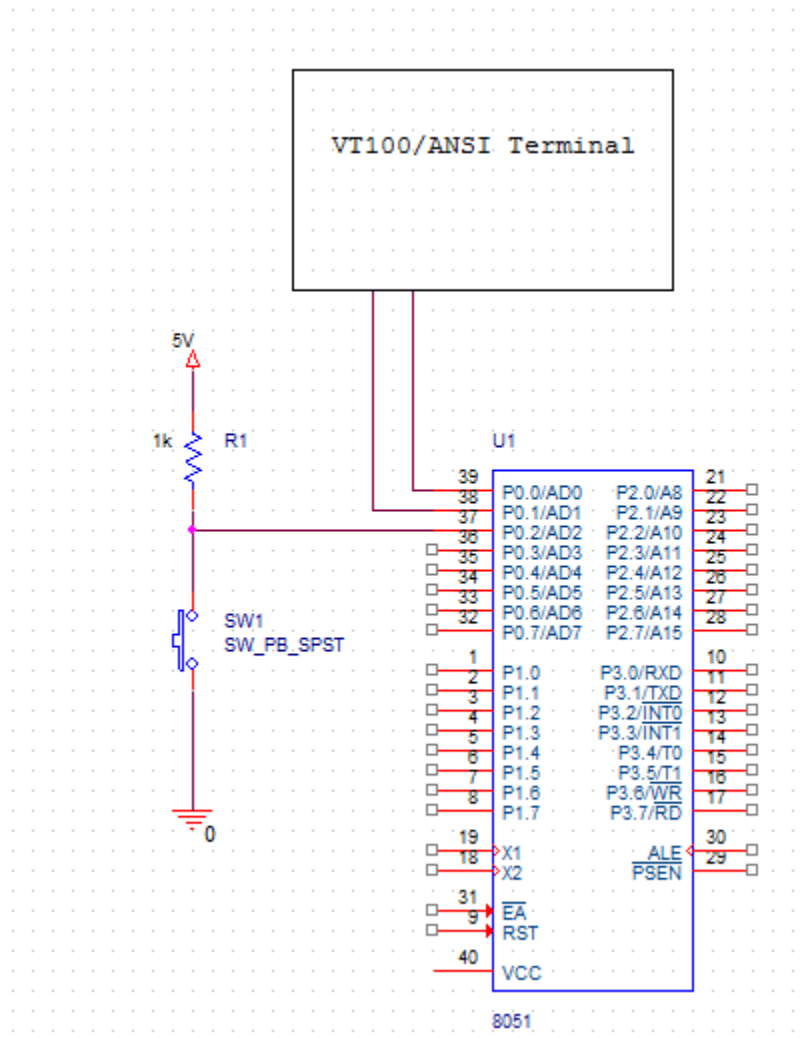 VT100/ANSI Terminal
5V
1k R1
SW1
SW_PB_SPST
0
U1
39 P0.0/AD0 P2.0/A8 21
38 P0.1/AD1 P2.1/A9 22
37 P0.2/AD2 P2.2/A10 23
36 P0.3/AD3 P2.3/A11 24
35 P0.4/AD4 P2.4/A12 25
34 P0.5/AD5 P2.5/A13 26
33 P0.6/AD6 P2.6/A14 27
32 P0.7/AD7 P2.7/A15 28
1 P1.0 P3.0/RXD 10
2 P1.1 P3.1/TXD 11
3 P1.2 P3.2/INT0 12
4 P1.3 P3.3/INT1 13
5 P1.4 P3.4/T0 14
6 P1.5 P3.5/T1 15
7 P1.6 P3.6/WR 16
8 P1.7 P3.7/RD 17
19 X1 ALE 30
18 X2 PSEN 29
31 EA
9 RST
40 VCC
8051